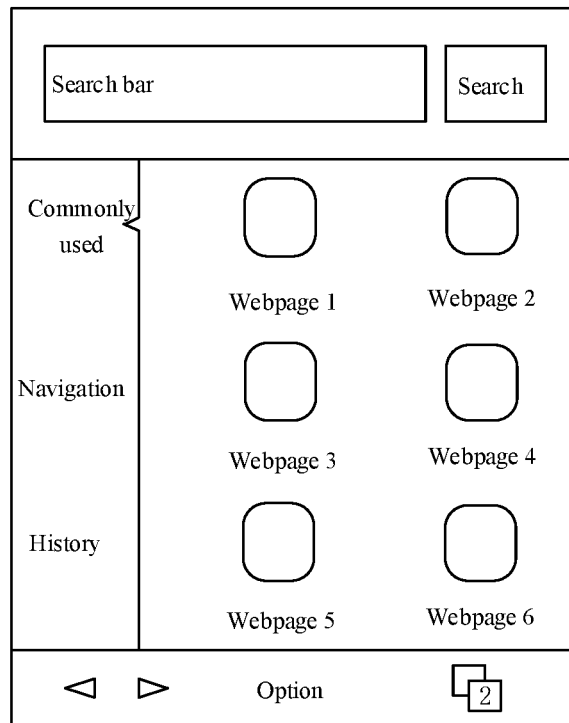 Search bar
Search
Commonly
used
Webpage 1
Webpage 2
Navigation
Webpage 3
Webpage 4
History
Webpage 5
Webpage 6
Option
2